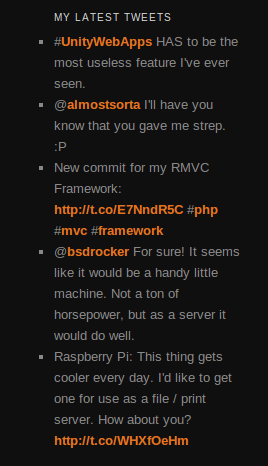 MY LATEST TWEETS
#UnityWebApps HAS to be the
most useless feature I've ever
seen.
@almostsorta I'll have you
know that you gave me strep.
:P
New commit for my RMVC
Framework:
http://t.co/E7NndR5C #php
#mvc #framework
@bsdrocker For sure! It seems
like it would be a handy little
machine. Not a ton of
horsepower, but as a server it
would do well.
Raspberry Pi: This thing gets
cooler every day. I'd like to get
one for use as a file / print
server. How about you?
http://t.co/WHXfOeHm